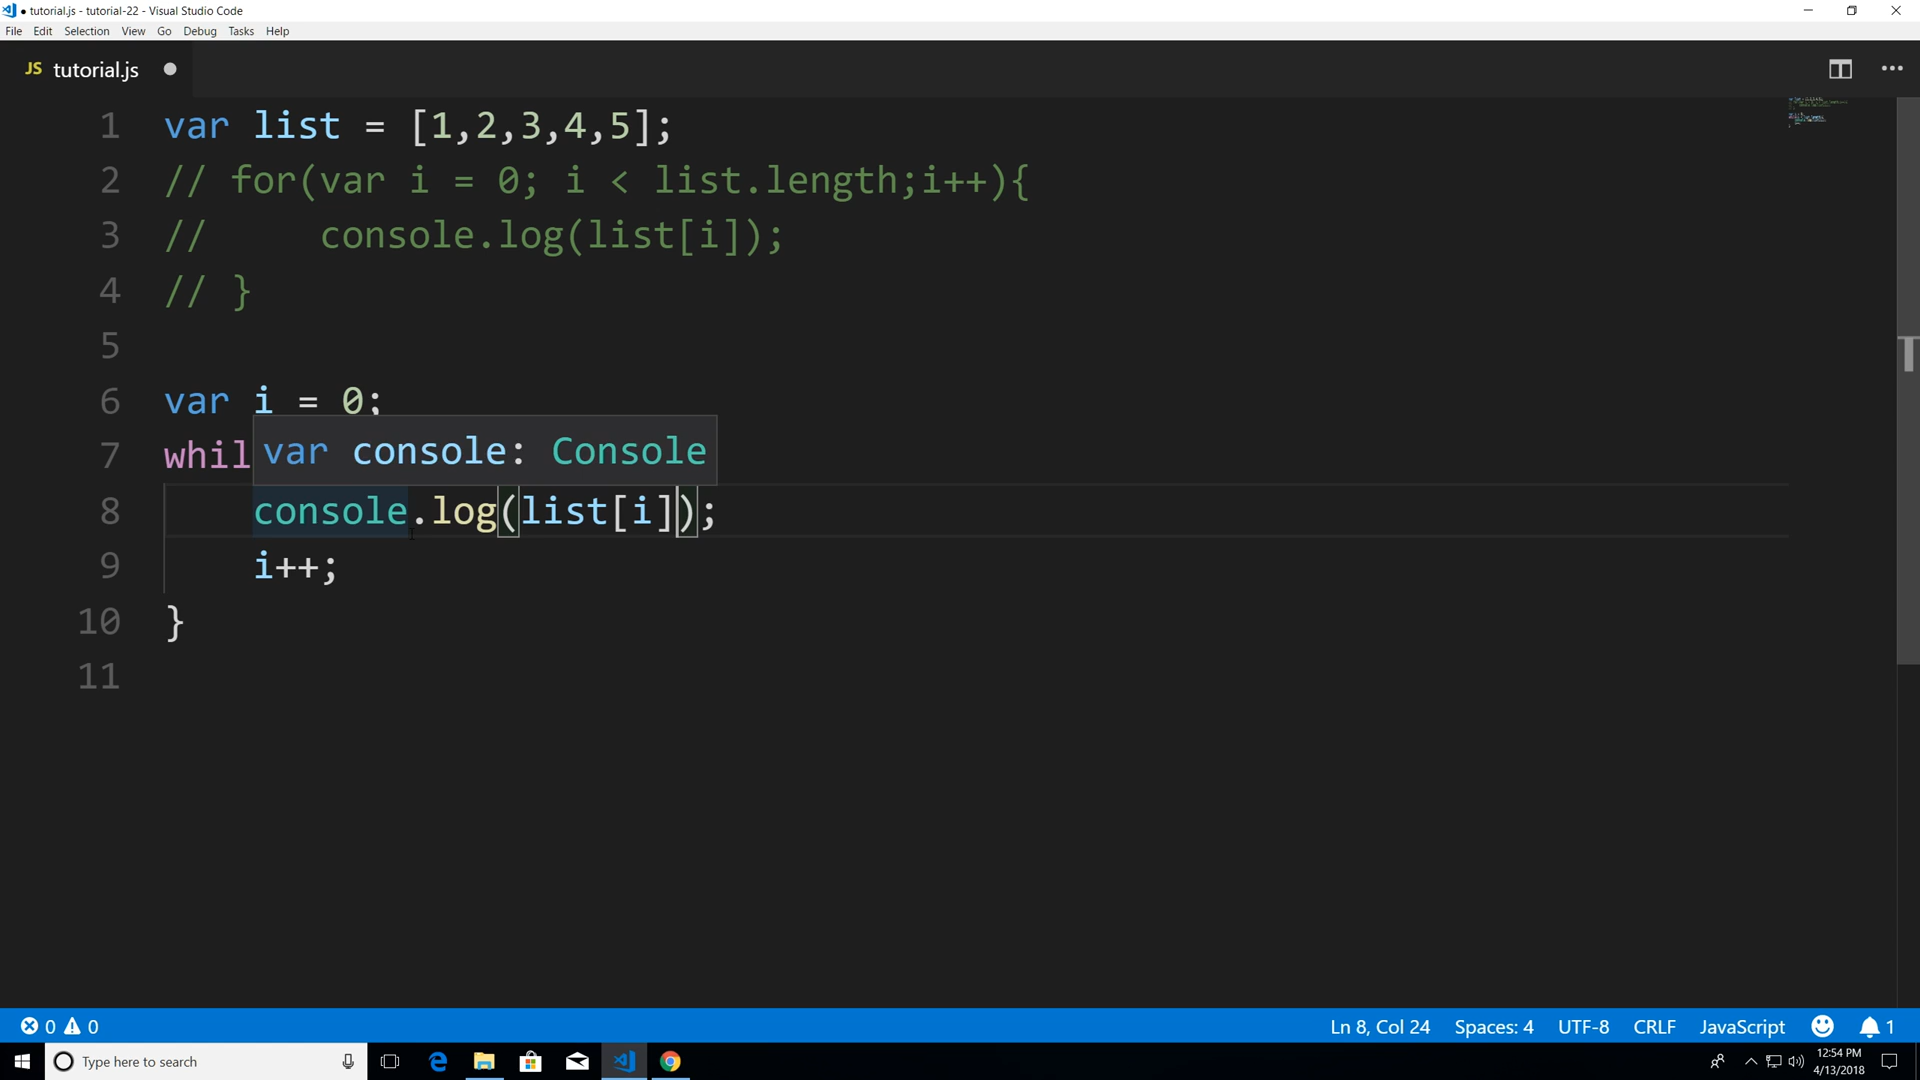 tutorial.js - tutorial-22 - Visual Studio Code
File Edit Selection View Go Debug Tasks Help
JS tutorial.js
1 var list = [1,2,3,4,5];
2 // for(var i = 0; i < list.length;i++){
3 //     console.log(list[i]);
4 // }
5
6 var i = 0;
7 whil
var console: Console
8     console.log(list[i]);
9     i++;
10 }
11
0 0 Ln 8, Col 24 Spaces: 4 UTF-8 CRLF JavaScript 1
Type here to search
12:54 PM
4/13/2018